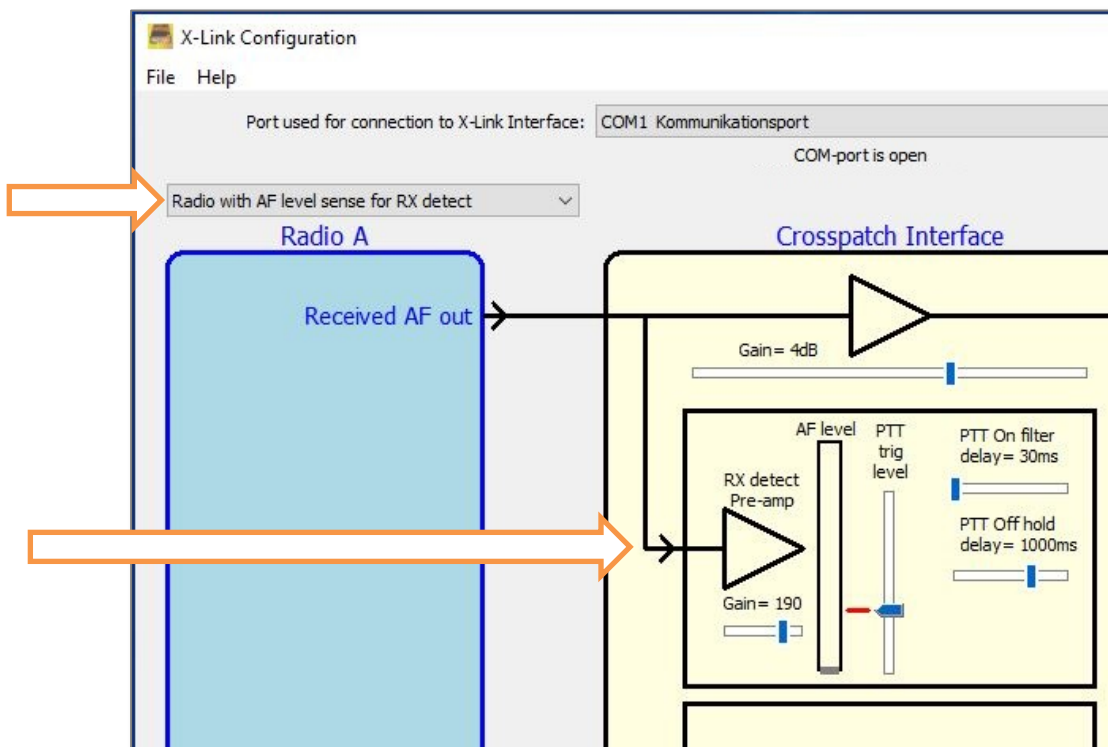 X-Link Configuration
File Help
Port used for connection to X-Link Interface: COM1 Kommunikationsport
COM-port is open
Radio with AF level sense for RX detect
Radio A
Crosspatch Interface
Received AF out
Gain= 4dB
AF level
PTT
trig
level
PTT On filter
delay= 30ms
RX detect
Pre-amp
PTT Off hold
delay= 1000ms
Gain= 190